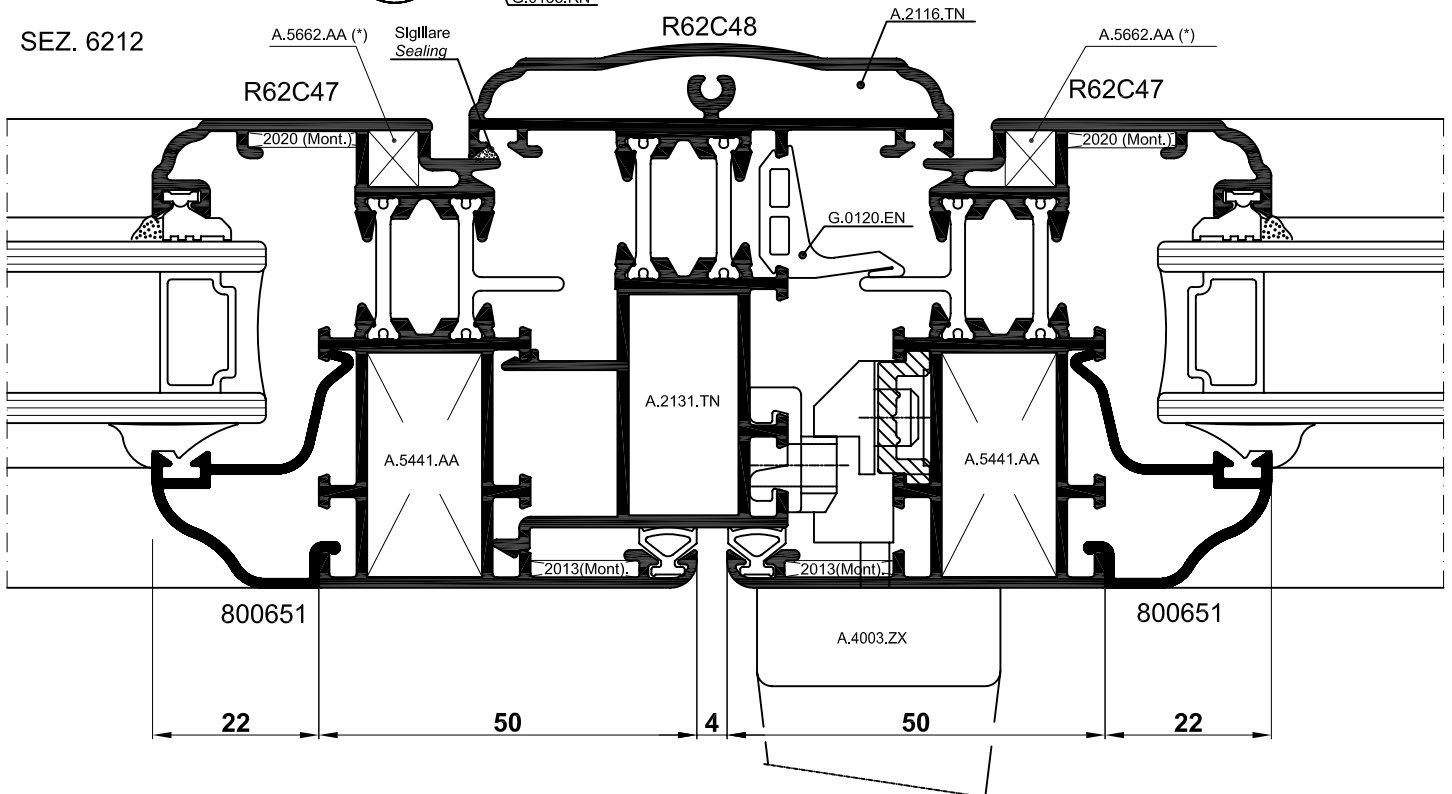 SEZ. 6212
A.5662.AA (*)
Sigillare
Sealing
R62C48
A.2116.TN
A.5662.AA (*)
R62C47
R62C47
2020 (Mont.)
2020 (Mont.)
G.0120.EN
A.2131.TN
A.5441.AA
A.5441.AA
2013(Mont).
2013(Mont).
800651
800651
A.4003.ZX
22
50
4
50
22